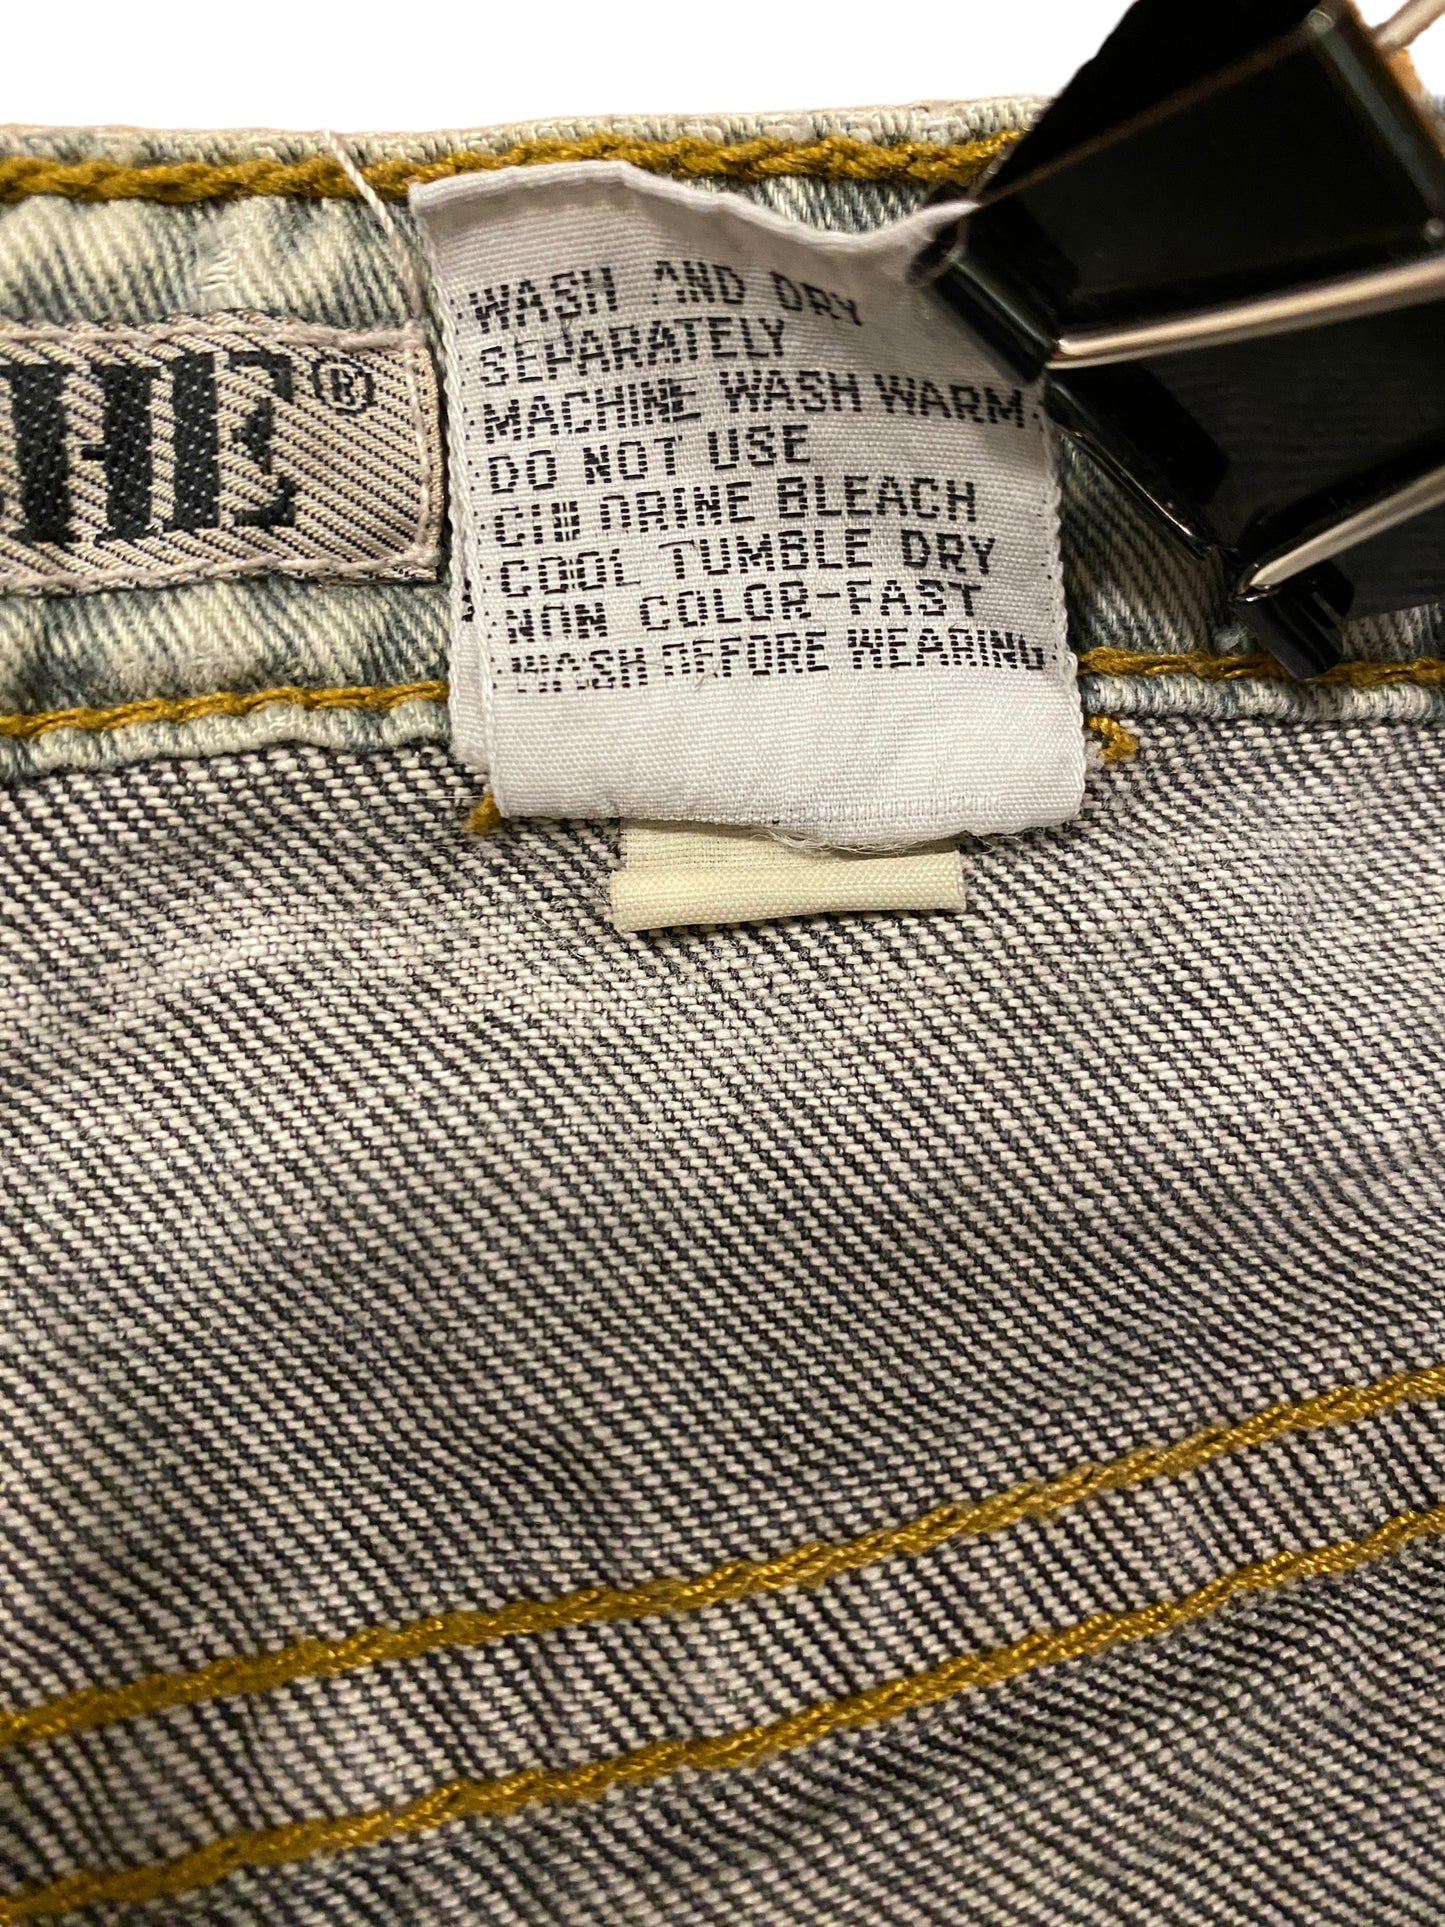 HE®
WASH AND DRY
SEPARATELY
MACHINE WASH WARM
DO NOT USE
CHLORINE BLEACH
COOL TUMBLE DRY
NON COLOR-FAST
WASH BEFORE WEARING